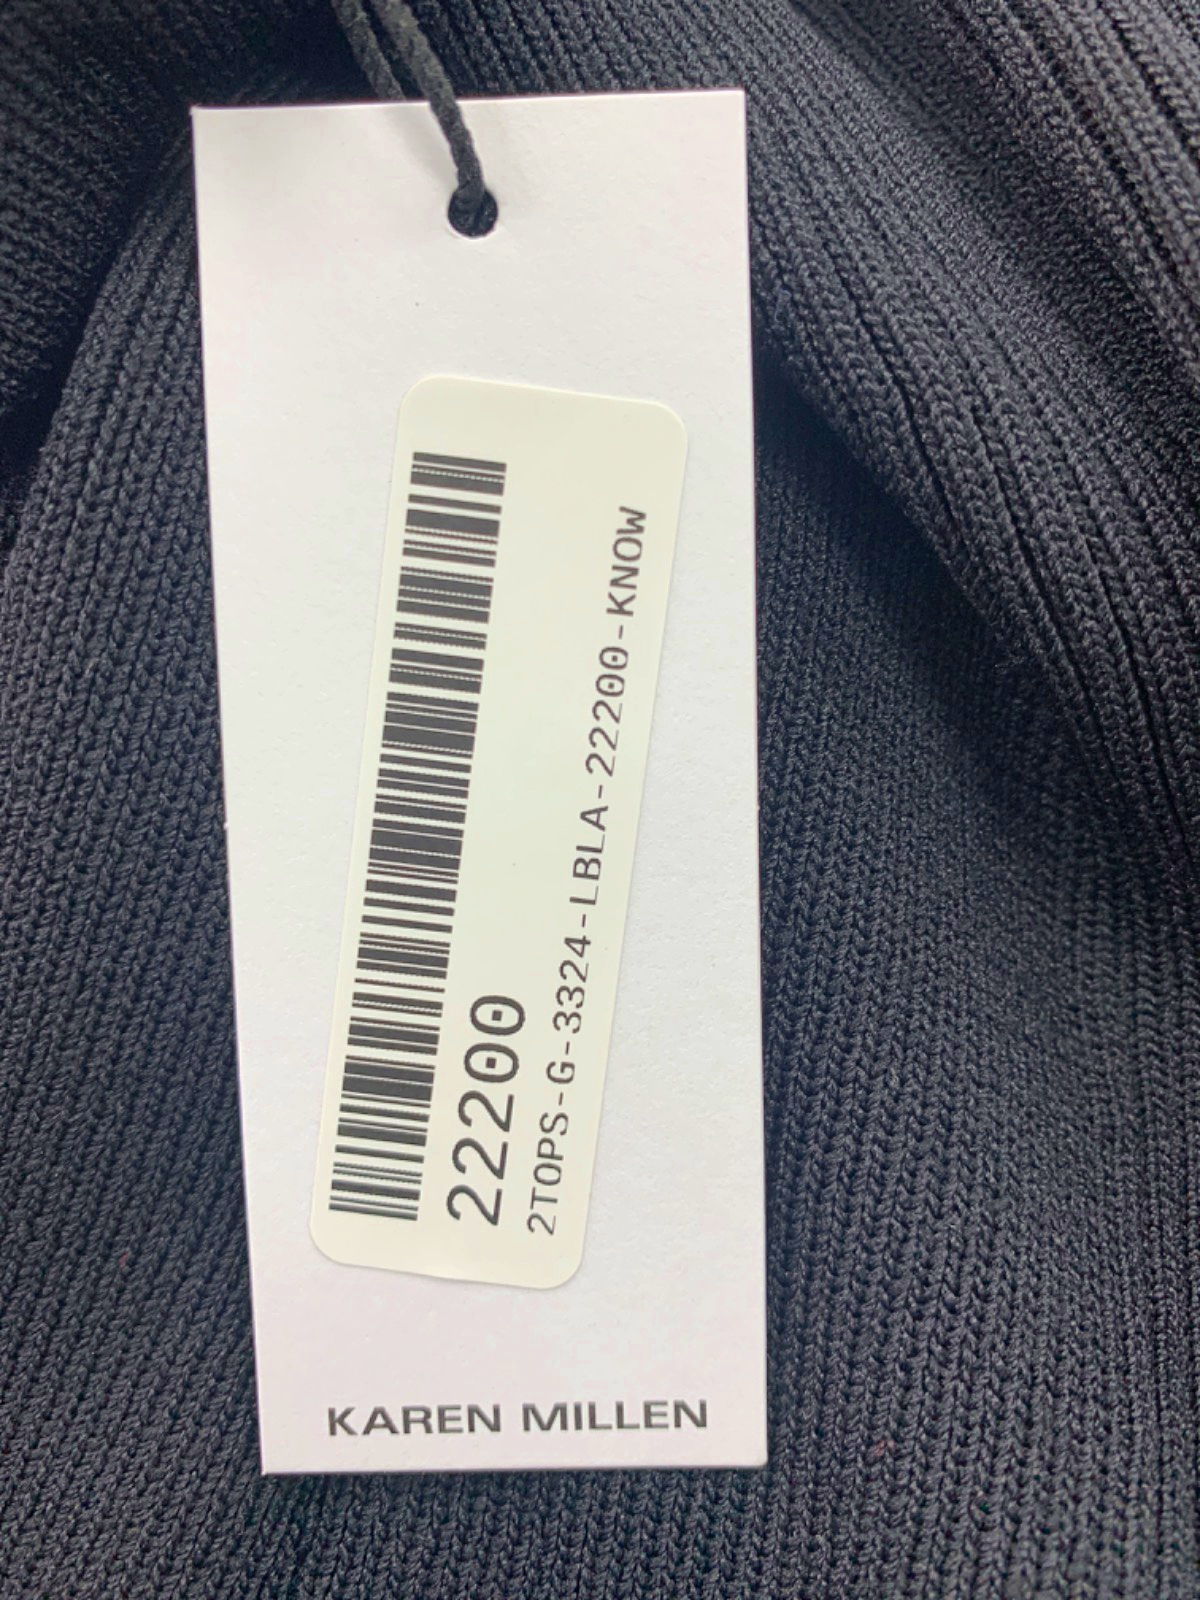 22200
2TOPS-G-3324-LBLA-22200-KNOW
KAREN MILLEN